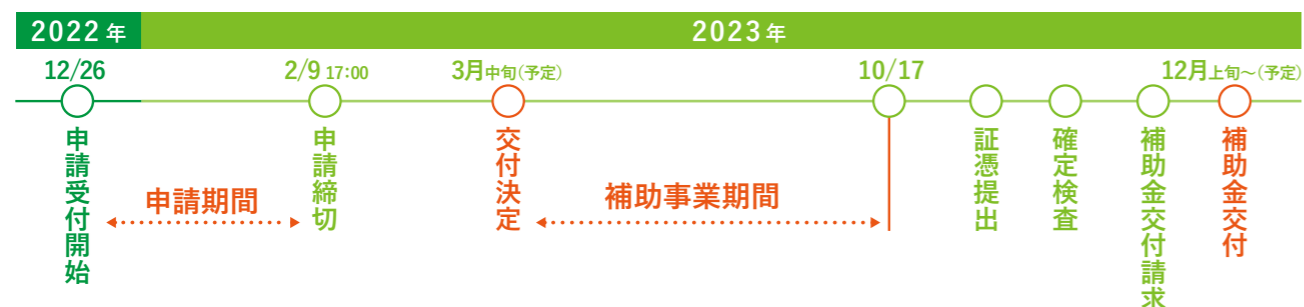 2022年
2023年
12/26
2/9 17:00
3月中旬(予定)
10/17
12月上旬～(予定)
申請受付開始
申請期間
申請締切
交付決定
補助事業期間
証憑提出
確定検査
補助金交付請求
補助金交付